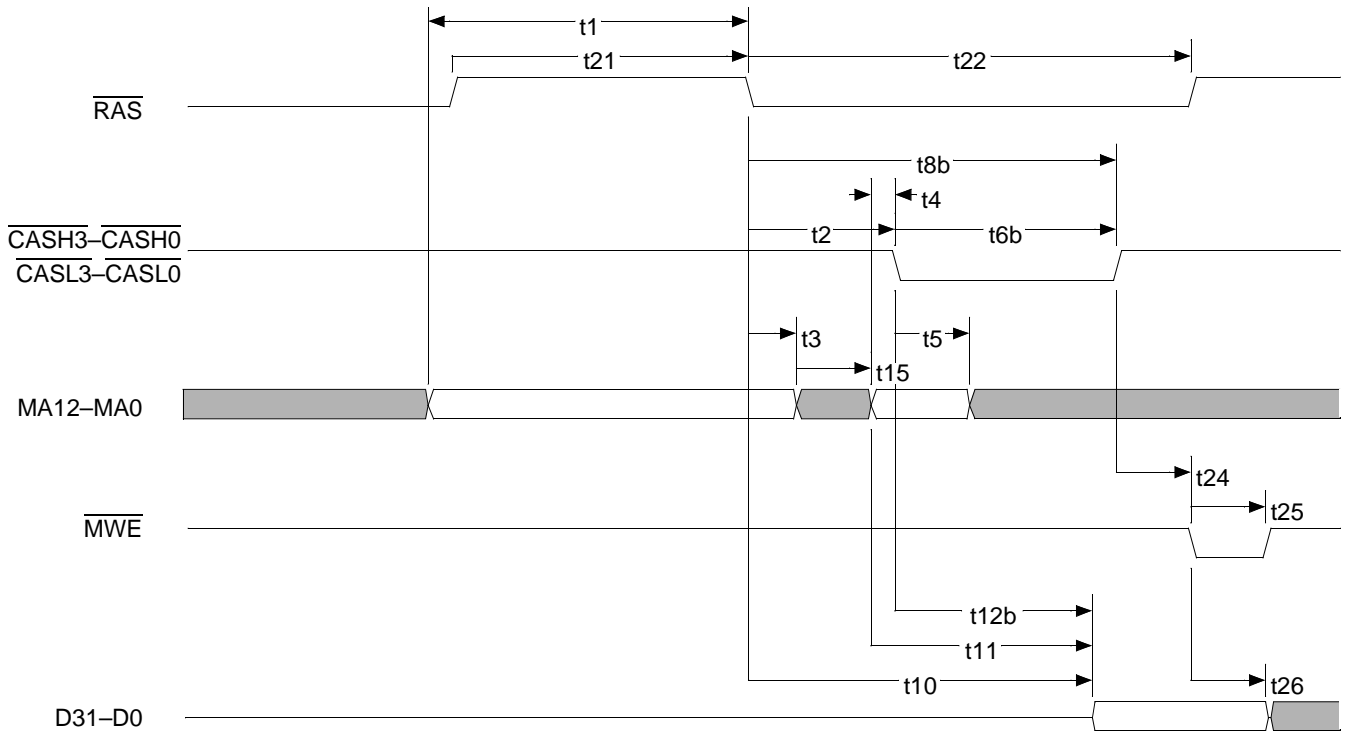 t1
t21
t22
RAS
t8b
t4
CASH3–CASH0
t2
t6b
CASL3–CASL0
t3
t5
t15
MA12–MA0
t24
t25
MWE
t12b
t11
t10
t26
D31–D0